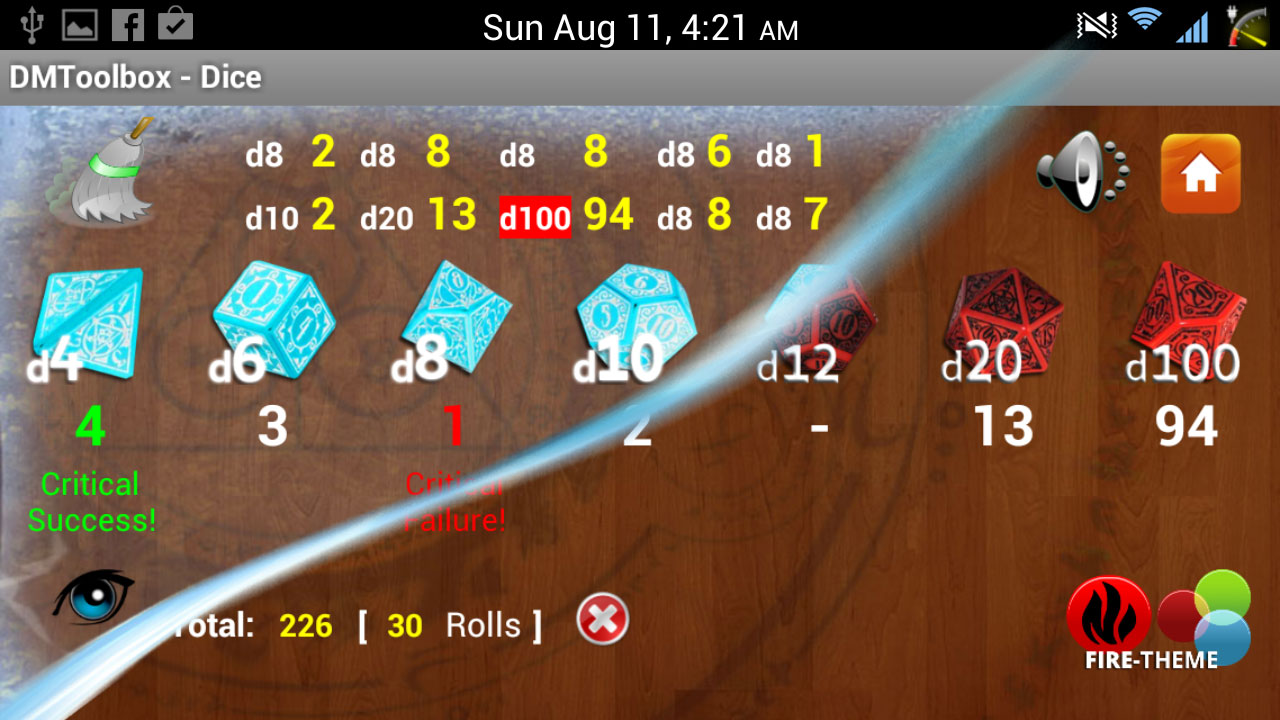 Sun Aug 11, 4:21 AM
DMToolbox - Dice
d8 2 d8 8 d8 8 d8 6 d8 1
d10 2 d20 13 d100 94 d8 8 d8 7
d4 d6 d8 d10 d12 d20 d100
4 3 1 2 - 13 94
Critical Critical
Success! Failure!
Total: 226 [ 30 Rolls ]
FIRE-THEME